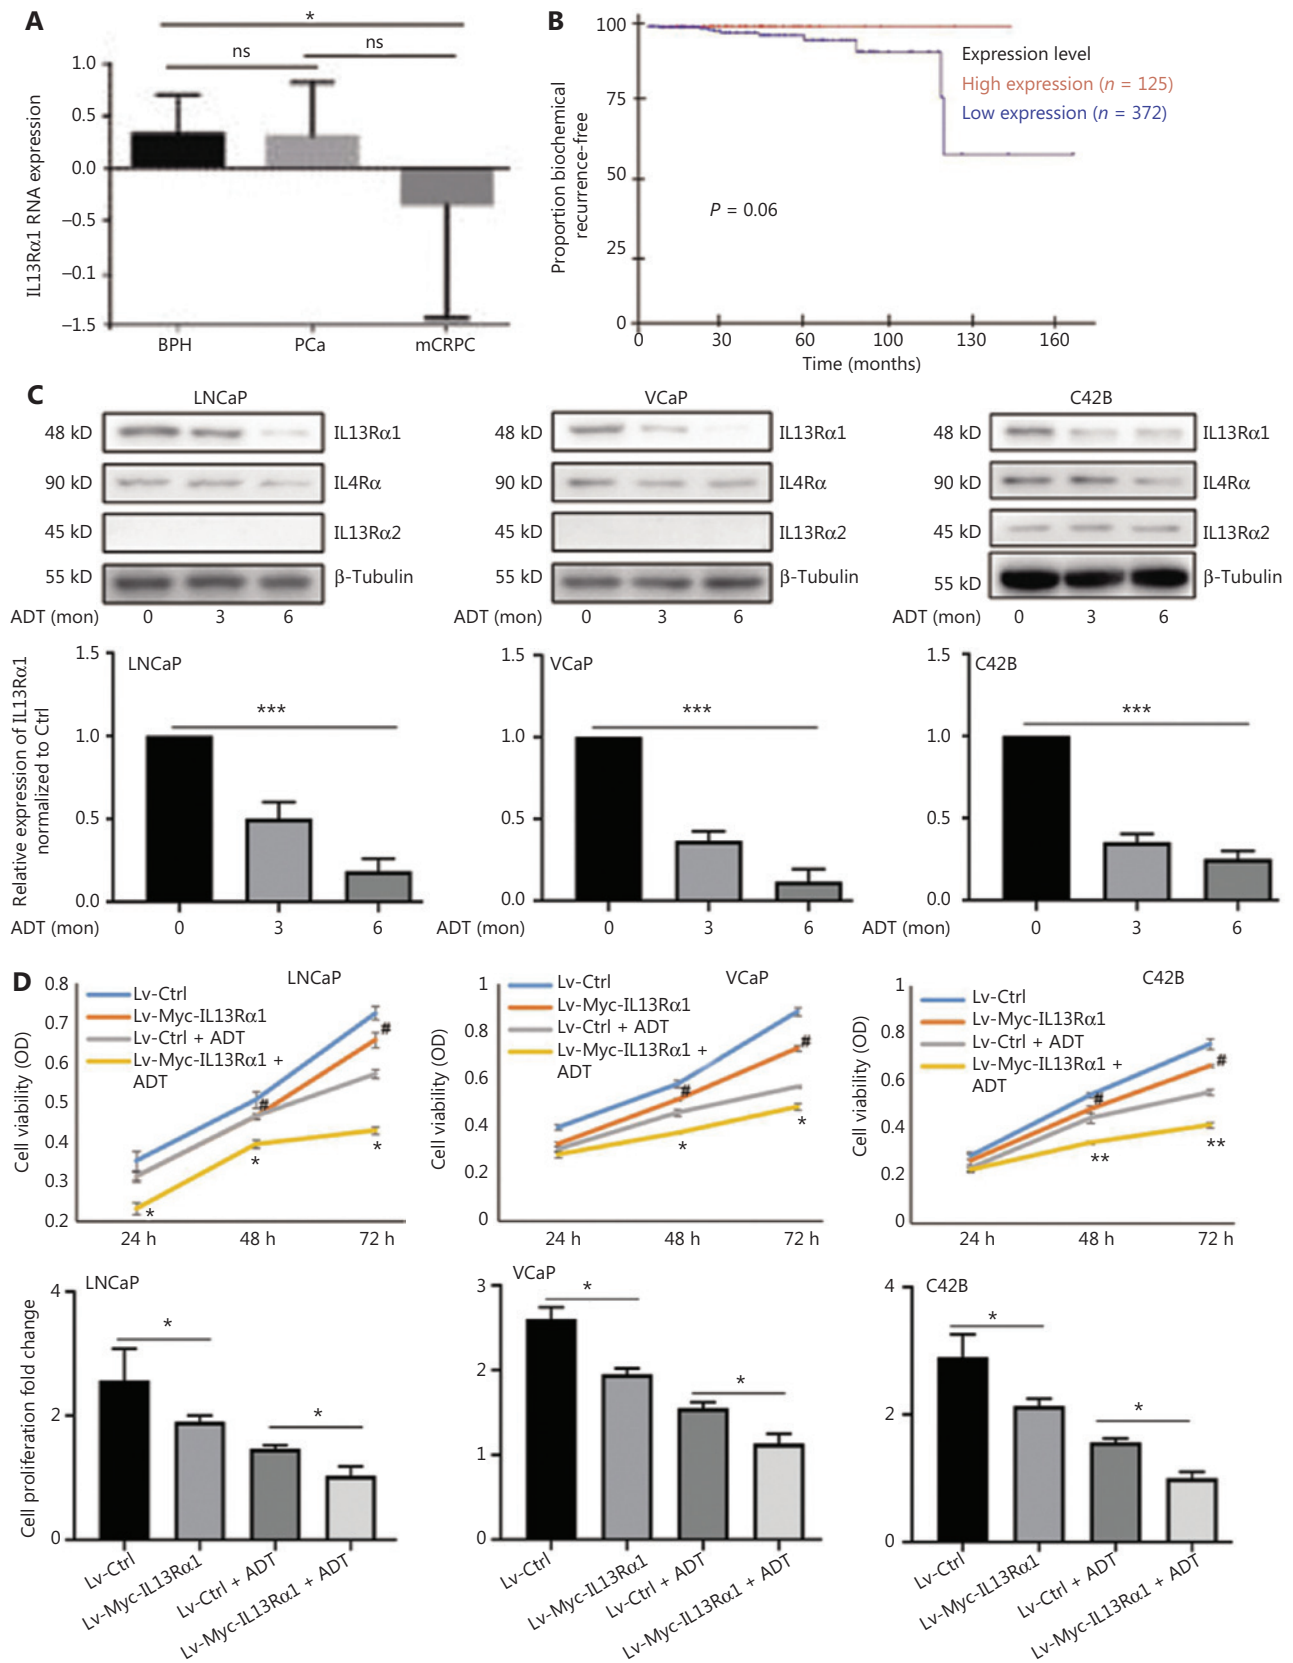 A
*
ns
ns
IL13Rα1 RNA expression
1.0
0.5
0.0
–0.5
–0.1
–1.5
BPH
PCa
mCRPC
B
Proportion biochemical
recurrence-free
100
75
50
25
0
Expression level
High expression (n = 125)
Low expression (n = 372)
P = 0.06
0
30
60
100
130
160
Time (months)
C
LNCaP
48 kD
IL13Rα1
90 kD
IL4Rα
45 kD
IL13Rα2
55 kD
β-Tubulin
ADT (mon)
0
3
6
VCaP
48 kD
IL13Rα1
90 kD
IL4Rα
45 kD
IL13Rα2
55 kD
β-Tubulin
ADT (mon)
0
3
6
C42B
48 kD
IL13Rα1
90 kD
IL4Rα
45 kD
IL13Rα2
55 kD
β-Tubulin
ADT (mon)
0
3
6
Relative expression of IL13Rα1
normalized to Ctrl
1.5
1.0
0.5
0.0
LNCaP
***
ADT (mon)
0
3
6
1.5
1.0
0.5
0.0
VCaP
***
ADT (mon)
0
3
6
1.5
1.0
0.5
0.0
C42B
***
ADT (mon)
0
3
6
D
LNCaP
Cell viability (OD)
0.8
0.7
0.6
0.5
0.4
0.3
0.2
Lv-Ctrl
Lv-Myc-IL13Rα1
Lv-Ctrl + ADT
Lv-Myc-IL13Rα1 +
ADT
#
#
*
*
*
24 h
48 h
72 h
VCaP
Cell viability (OD)
1
0.8
0.6
0.4
0.2
0
Lv-Ctrl
Lv-Myc-IL13Rα1
Lv-Ctrl + ADT
Lv-Myc-IL13Rα1 +
ADT
#
#
*
*
24 h
48 h
72 h
C42B
Cell viability (OD)
1
0.8
0.6
0.4
0.2
0
Lv-Ctrl
Lv-Myc-IL13Rα1
Lv-Ctrl + ADT
Lv-Myc-IL13Rα1 +
ADT
#
#
**
**
24 h
48 h
72 h
Cell proliferation fold change
4
2
0
LNCaP
*
*
Lv-Ctrl
Lv-Myc-IL13Rα1
Lv-Ctrl + ADT
Lv-Myc-IL13Rα1 + ADT
3
2
1
0
VCaP
*
*
Lv-Ctrl
Lv-Myc-IL13Rα1
Lv-Ctrl + ADT
Lv-Myc-IL13Rα1 + ADT
4
2
0
C42B
*
*
Lv-Ctrl
Lv-Myc-IL13Rα1
Lv-Ctrl + ADT
Lv-Myc-IL13Rα1 + ADT